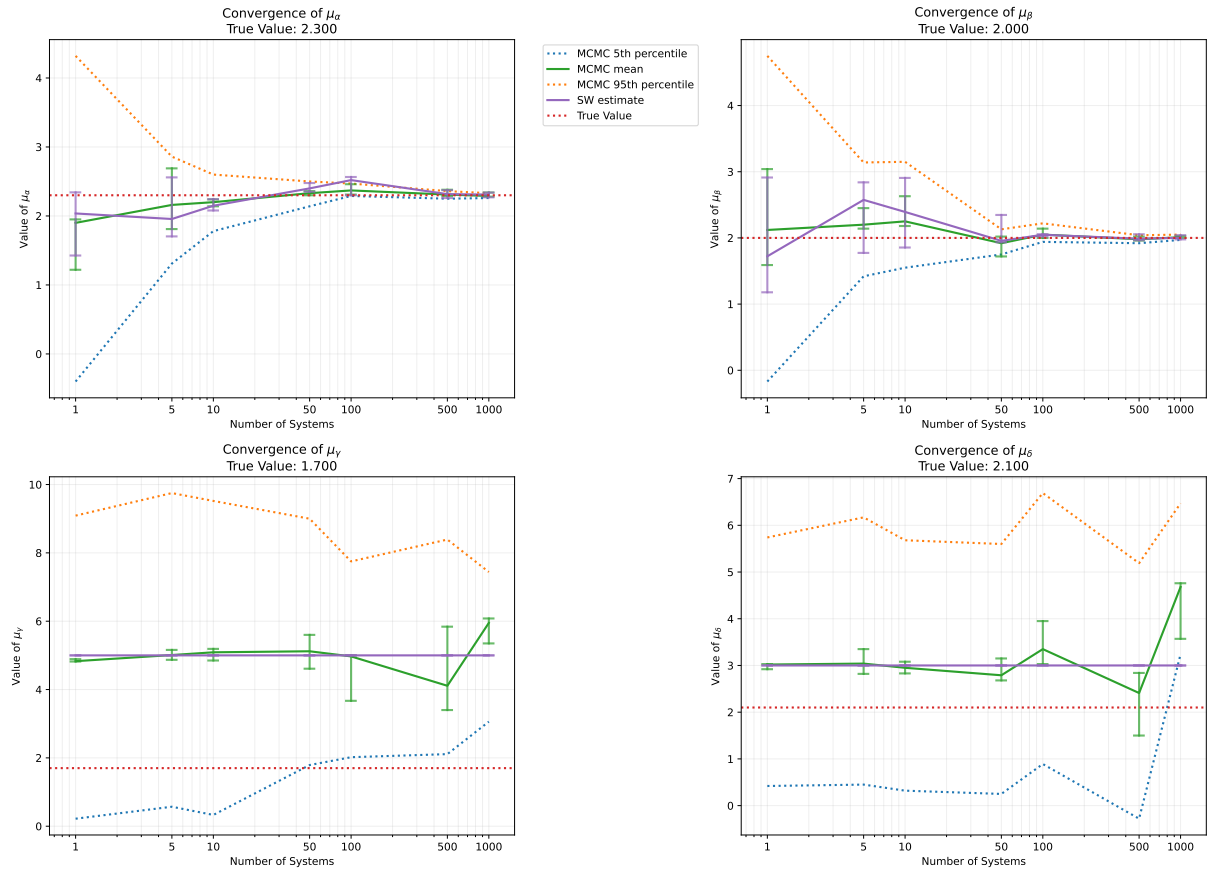 Convergence of μα
True Value: 2.300
Value of μα
4
3
2
1
0
1
5
10
50
100
500
1000
Number of Systems
MCMC 5th percentile
MCMC mean
MCMC 95th percentile
SW estimate
True Value
Convergence of μβ
True Value: 2.000
Value of μβ
4
3
2
1
0
1
5
10
50
100
500
1000
Number of Systems
Convergence of μγ
True Value: 1.700
Value of μγ
10
8
6
4
2
0
1
5
10
50
100
500
1000
Number of Systems
Convergence of μδ
True Value: 2.100
Value of μδ
7
6
5
4
3
2
1
0
1
5
10
50
100
500
1000
Number of Systems